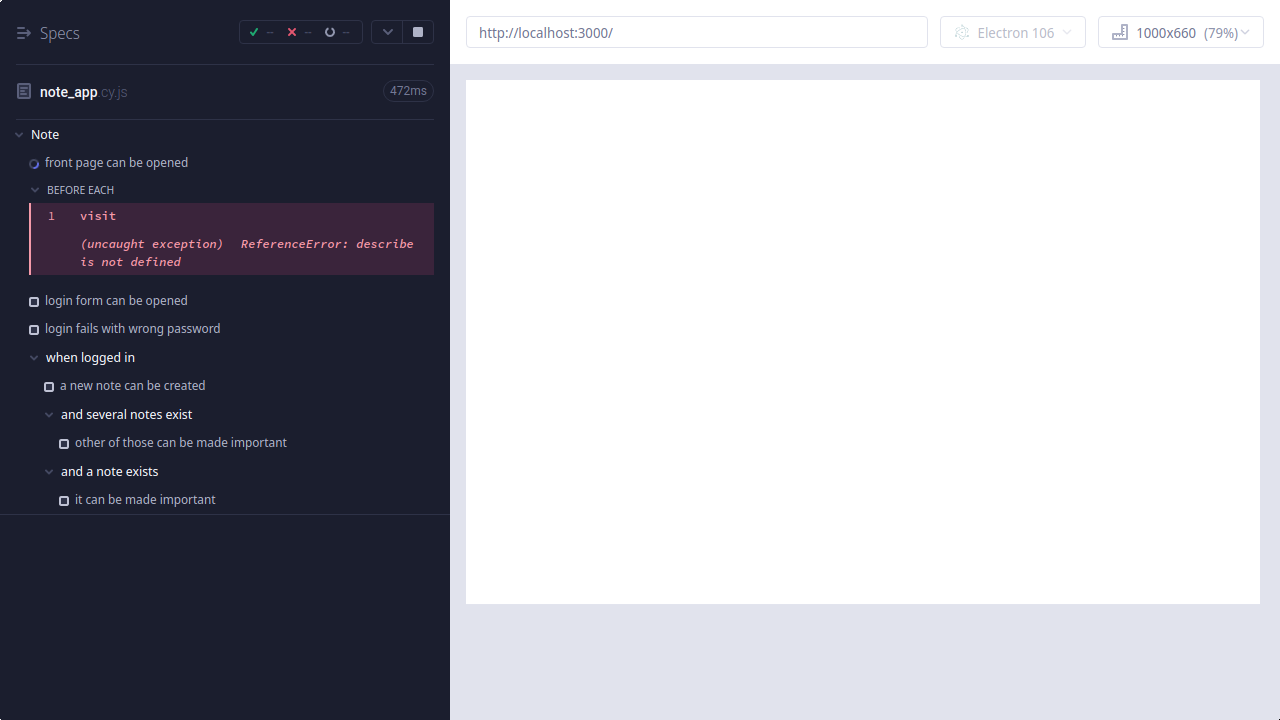 Specs
-- -- --
http://localhost:3000/
Electron 106
1000x660 (79%)
note_app.cy.js
472ms
Note
front page can be opened
BEFORE EACH
1 visit
(uncaught exception) ReferenceError: describe
is not defined
login form can be opened
login fails with wrong password
when logged in
a new note can be created
and several notes exist
other of those can be made important
and a note exists
it can be made important